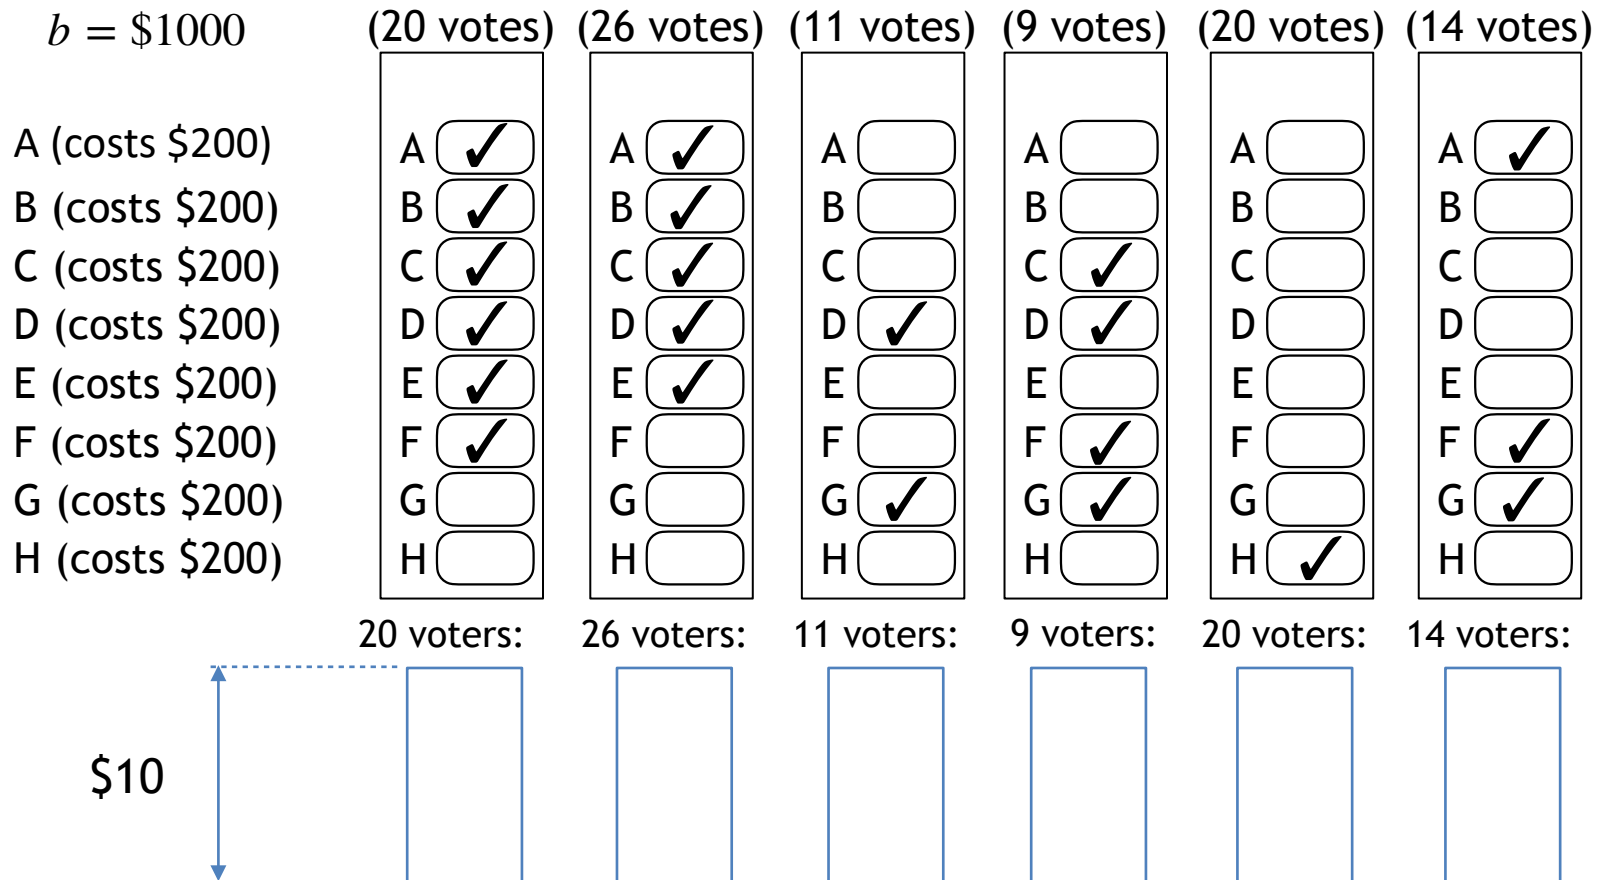 b = $1000 (20 votes) (26 votes) (11 votes) (9 votes) (20 votes) (14 votes)
A (costs $200) A ✓ A ✓ A A A A ✓
B (costs $200) B ✓ B ✓ B B B B
C (costs $200) C ✓ C ✓ C C ✓ C C
D (costs $200) D ✓ D ✓ D ✓ D ✓ D D
E (costs $200) E ✓ E ✓ E E E E
F (costs $200) F ✓ F F F ✓ F F ✓
G (costs $200) G G G ✓ G ✓ G G ✓
H (costs $200) H H H H H ✓ H
20 voters: 26 voters: 11 voters: 9 voters: 20 voters: 14 voters:
$10